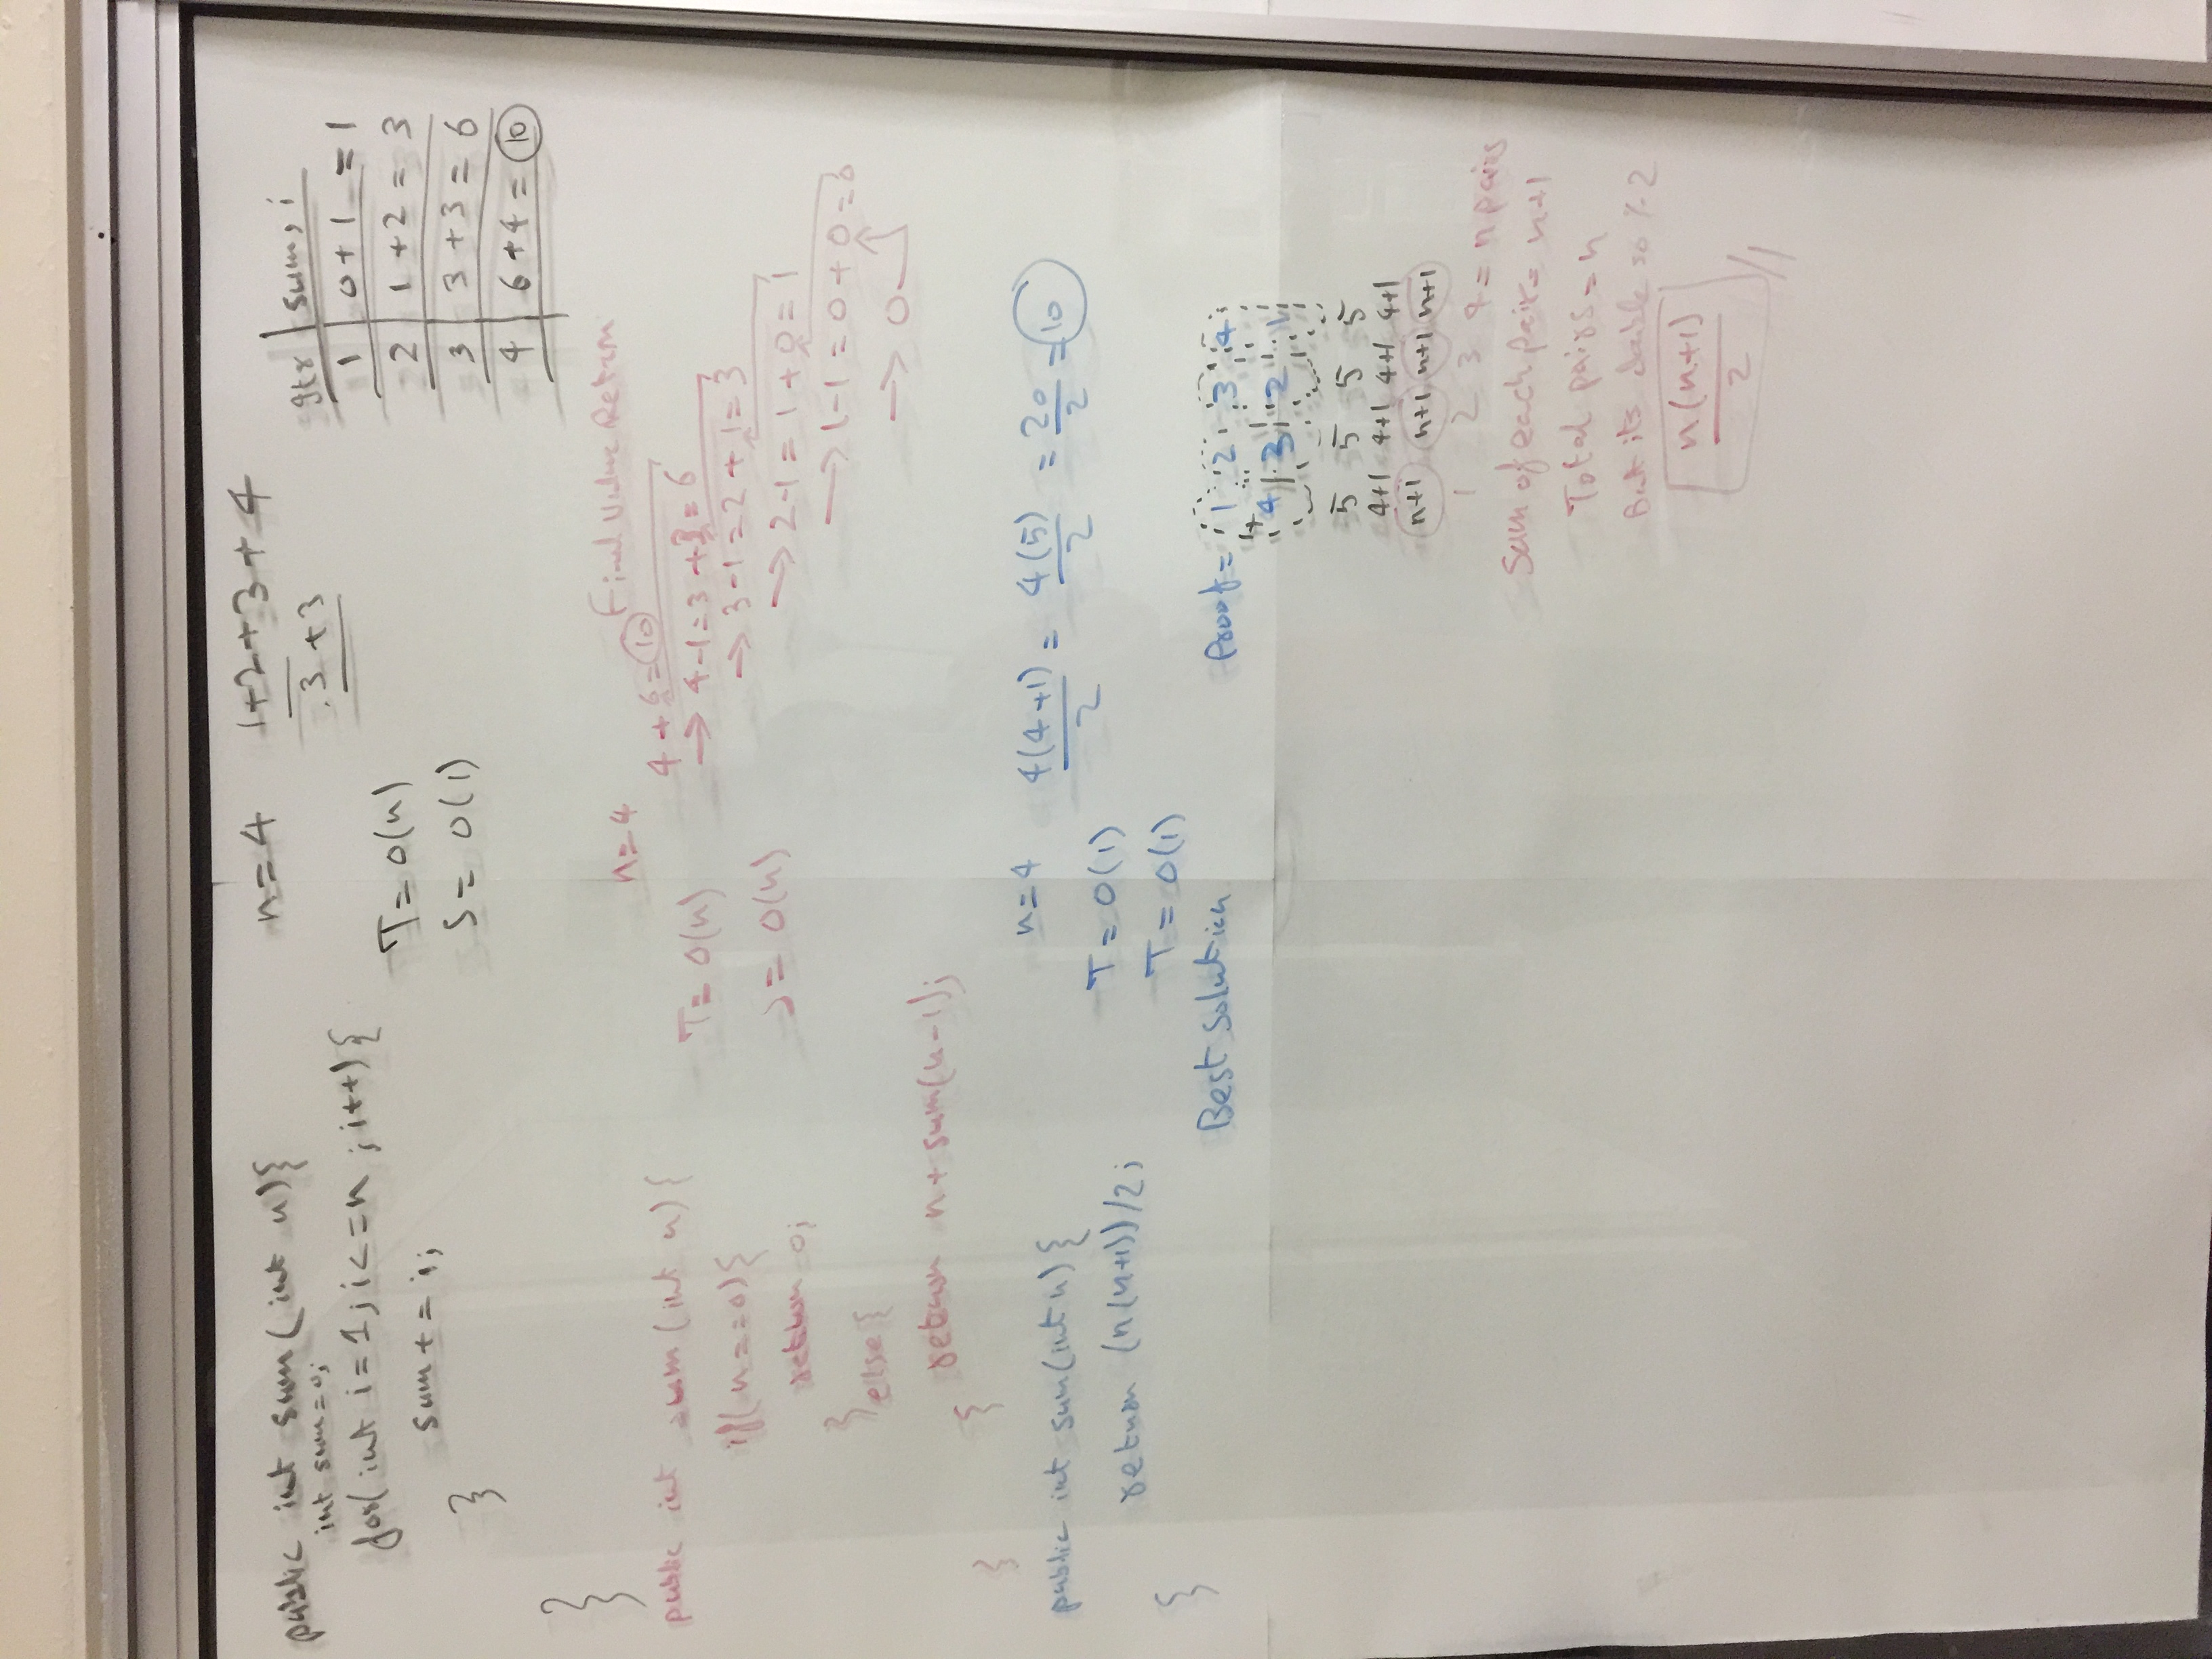 public int sum(int n){
int sum=0;
for(int i=1;i<=n;i++){
sum+=i;
}
}
n=4 1+2+3+4
3+3
T=O(n)
S=O(1)
Itr | sum, i
1 | 0+1=1
2 | 1+2=3
3 | 3+3=6
4 | 6+4=10
public int sum(int n){
if(n==0){
return 0;
}else{
return n+sum(n-1);
{
}
n=4
T=O(n)
S=O(n)
Final Value Return
4+6=10
→ 4-1=3+3=6
→ 3-1=2+1=3
→ 2-1=1+0=1
→ 1-1=0+0=0
→ 0
public int sum(int n){
return (n(n+1))/2;
{
n=4 4(4+1)/2 = 4(5)/2 = 20/2 = 10
T=O(1)
T=O(1)
Best Solution
Proof= 1 2 3 4
+ 4 3 2 1
5 5 5 5
4+1 4+1 4+1 4+1
n+1 n+1 n+1 n+1
1 2 3 4 = n pairs
Sum of each pair= n+1
Total pairs=n
But its double so /. 2
n(n+1)
2